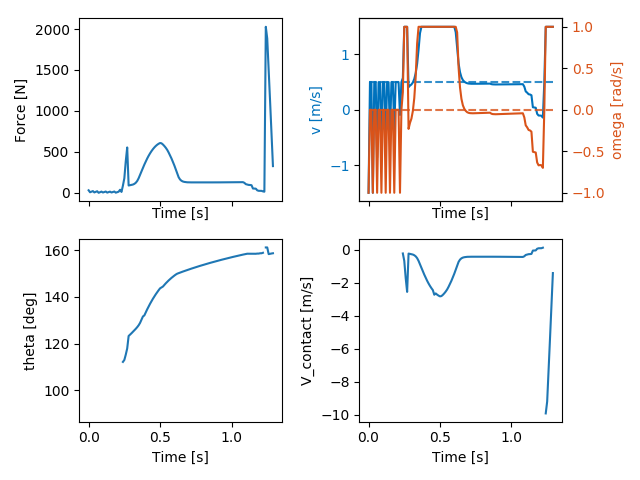 Force [N]
2000
1500
1000
500
0
Time [s]
v [m/s]
1
0
−1
1.0
0.5
0.0
−0.5
−1.0
omega [rad/s]
Time [s]
theta [deg]
160
140
120
100
0.0 0.5 1.0
Time [s]
V_contact [m/s]
0
−2
−4
−6
−8
−10
0.0 0.5 1.0
Time [s]